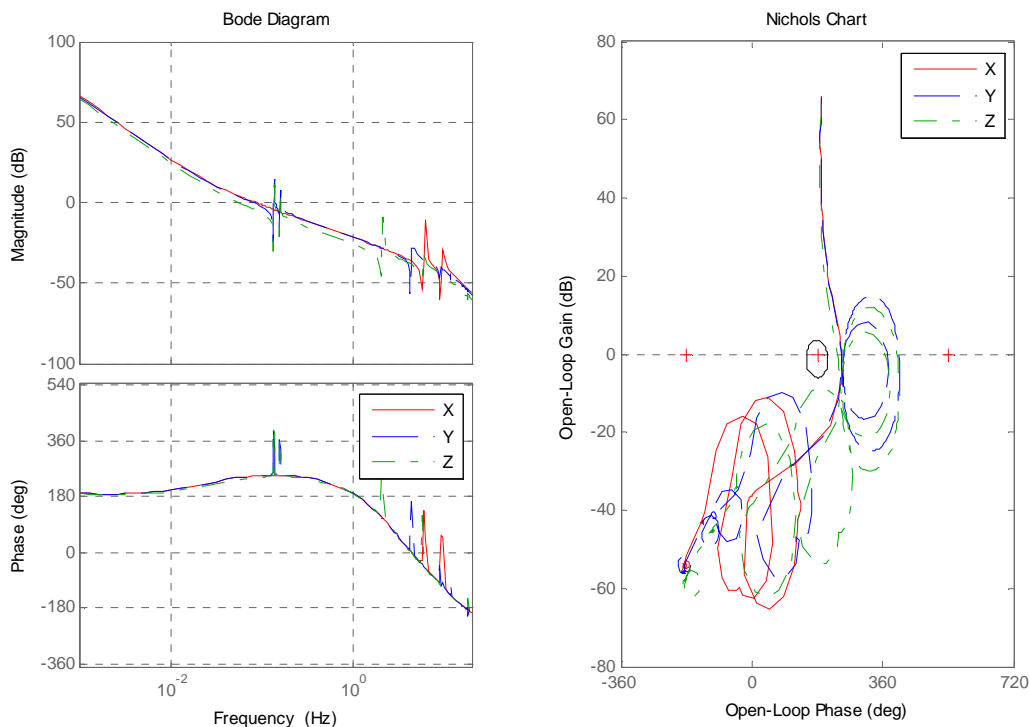 Bode Diagram
Magnitude (dB)
100
50
0
-50
-100
Phase (deg)
540
360
180
0
-180
-360
X
Y
Z
10^-2
10^0
Frequency (Hz)
Nichols Chart
Open-Loop Gain (dB)
80
60
40
20
0
-20
-40
-60
-80
X
Y
Z
-360
0
360
720
Open-Loop Phase (deg)